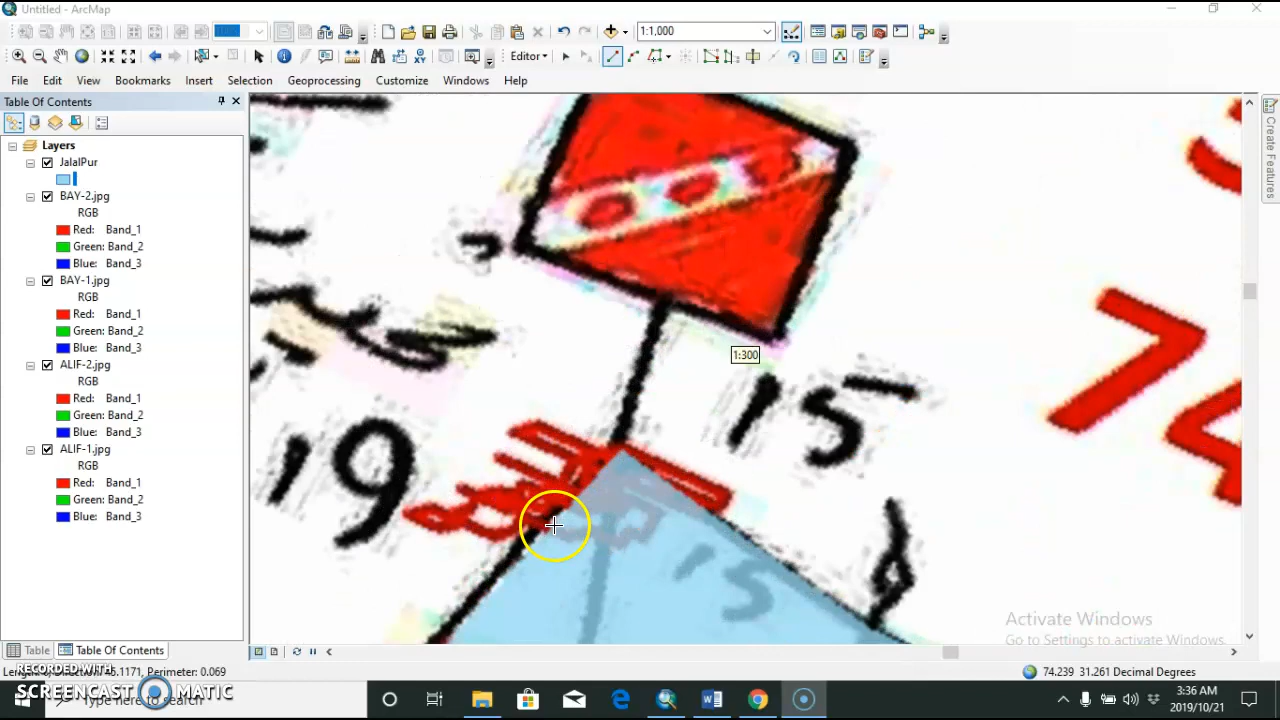 Untitled - ArcMap
1:1,000
Editor
File Edit View Bookmarks Insert Selection Geoprocessing Customize Windows Help
Table Of Contents
Layers
JalalPur
BAY-2.jpg
RGB
Red: Band_1
Green: Band_2
Blue: Band_3
BAY-1.jpg
RGB
Red: Band_1
Green: Band_2
Blue: Band_3
ALIF-2.jpg
RGB
Red: Band_1
Green: Band_2
Blue: Band_3
ALIF-1.jpg
RGB
Red: Band_1
Green: Band_2
Blue: Band_3
Create Features
1:300
15
19
15
74
Activate Windows
Go to Settings to activate Windows.
Table Table Of Contents
Perimeter: 0.069
74.239 31.261 Decimal Degrees
RECORDED WITH
SCREENCAST MATIC
Type here to search
3:36 AM
2019/10/21